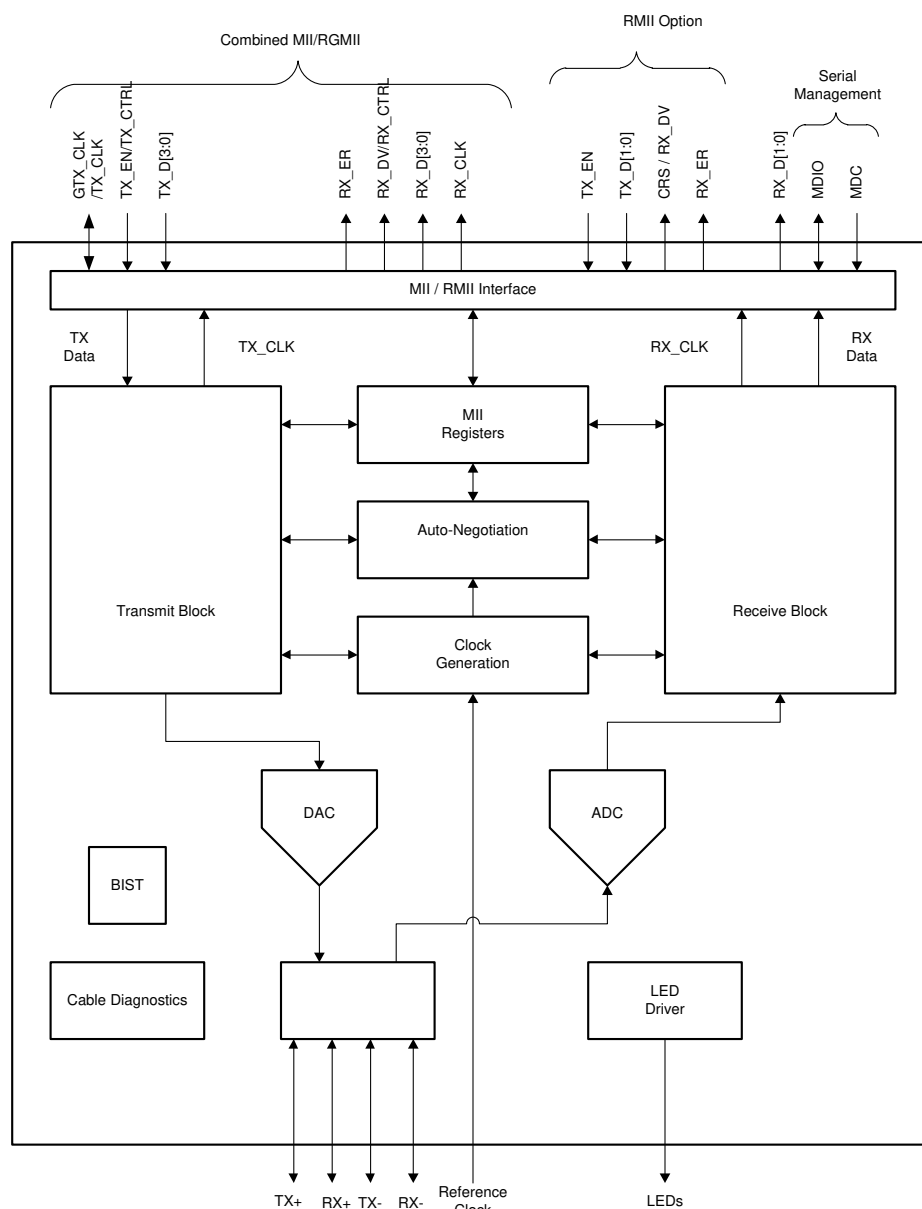 Combined MII/RGMII
RMII Option
Serial
Management
GTX_CLK
/TX_CLK
TX_EN/TX_CTRL
TX_D[3:0]
RX_ER
RX_DV/RX_CTRL
RX_D[3:0]
RX_CLK
TX_EN
TX_D[1:0]
CRS / RX_DV
RX_ER
RX_D[1:0]
MDIO
MDC
MII / RMII Interface
TX
Data
TX_CLK
RX_CLK
RX
Data
MII
Registers
Auto-Negotiation
Transmit Block
Clock
Generation
Receive Block
DAC
ADC
BIST
Cable Diagnostics
LED
Driver
TX+
RX+
TX-
RX-
Reference
Clock
LEDs